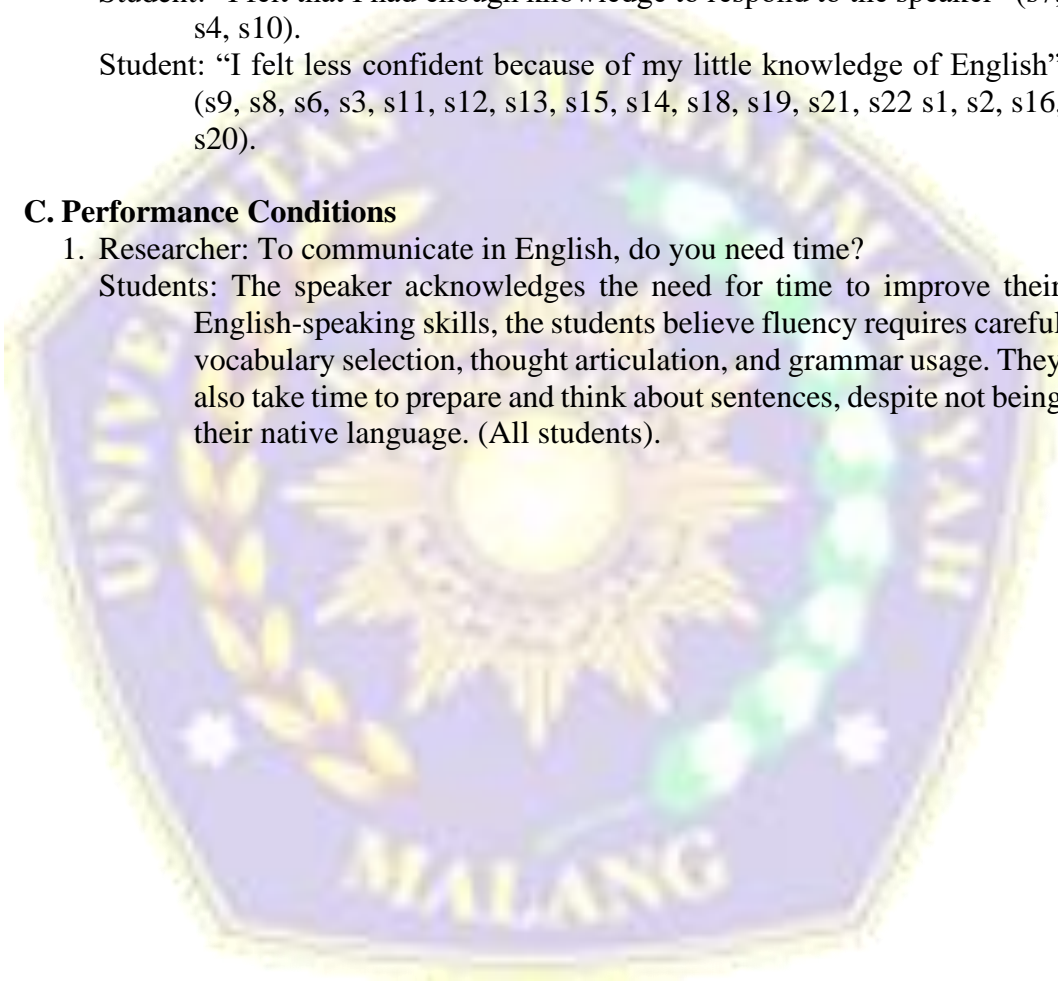 Student: “I felt that I had enough knowledge to respond to the speaker” (s7,
s4, s10).
Student: “I felt less confident because of my little knowledge of English”
(s9, s8, s6, s3, s11, s12, s13, s15, s14, s18, s19, s21, s22 s1, s2, s16,
s20).
C. Performance Conditions
1. Researcher: To communicate in English, do you need time?
Students: The speaker acknowledges the need for time to improve their
English-speaking skills, the students believe fluency requires careful
vocabulary selection, thought articulation, and grammar usage. They
also take time to prepare and think about sentences, despite not being
their native language. (All students).
UNIVERSITAS MUHAMMADIYAH
MALANG